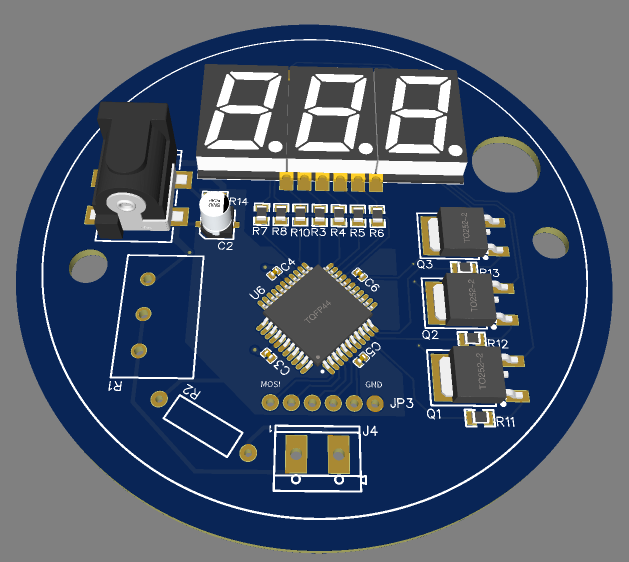 R14
C2
R7 R8 R10 R3 R4 R5 R6
TO252-2
Q3
R13
C4
C6
U6
TQFP44
TO252-2
Q2
R12
C3
C5
TO252-2
Q1
R11
R1
R2
MOSI
GND
JP3
1
J4